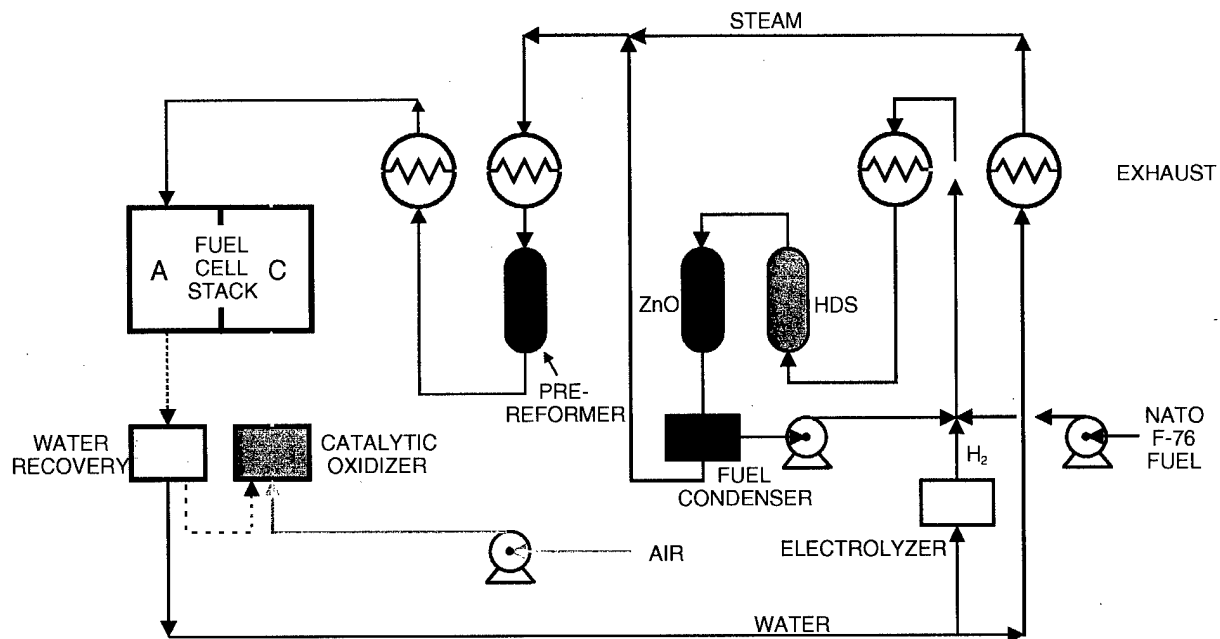 STEAM
EXHAUST
A
FUEL
CELL
STACK
C
ZnO
HDS
PRE-
REFORMER
WATER
RECOVERY
CATALYTIC
OXIDIZER
FUEL
CONDENSER
H₂
NATO
F-76
FUEL
ELECTROLYZER
AIR
WATER